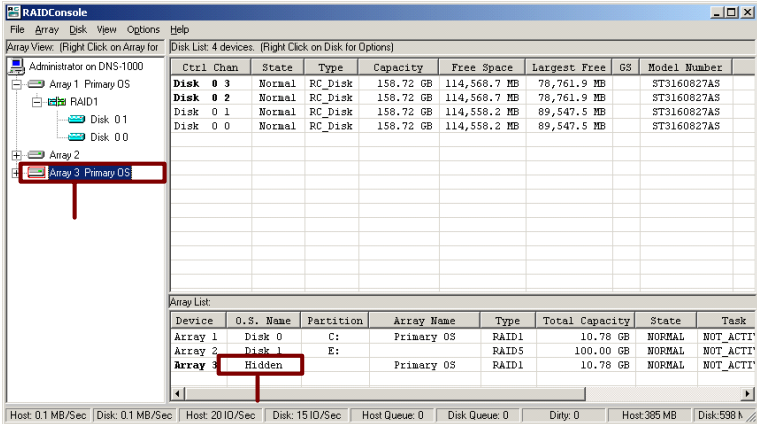 RAIDConsole
File Array Disk View Options Help
Array View: (Right Click on Array for
Disk List: 4 devices. (Right Click on Disk for Options)
Administrator on DNS-1000
Array 1 Primary OS
RAID1
Disk 0 1
Disk 0 0
Array 2
Array 3 Primary OS
Ctrl Chan State Type Capacity Free Space Largest Free GS Model Number
Disk 0 3 Normal RC_Disk 158.72 GB 114,568.7 MB 78,761.9 MB ST3160827AS
Disk 0 2 Normal RC_Disk 158.72 GB 114,568.7 MB 78,761.9 MB ST3160827AS
Disk 0 1 Normal RC_Disk 158.72 GB 114,558.2 MB 89,547.5 MB ST3160827AS
Disk 0 0 Normal RC_Disk 158.72 GB 114,558.2 MB 89,547.5 MB ST3160827AS
Array List:
Device O.S. Name Partition Array Name Type Total Capacity State Task
Array 1 Disk 0 C: Primary OS RAID1 10.78 GB NORMAL NOT_ACTI
Array 2 Disk 1 E: RAID5 100.00 GB NORMAL NOT_ACTI
Array 3 Hidden Primary OS RAID1 10.78 GB NORMAL NOT_ACTI
Host: 0.1 MB/Sec Disk: 0.1 MB/Sec Host: 20 IO/Sec Disk: 15 IO/Sec Host Queue: 0 Disk Queue: 0 Dirty: 0 Host:385 MB Disk:598